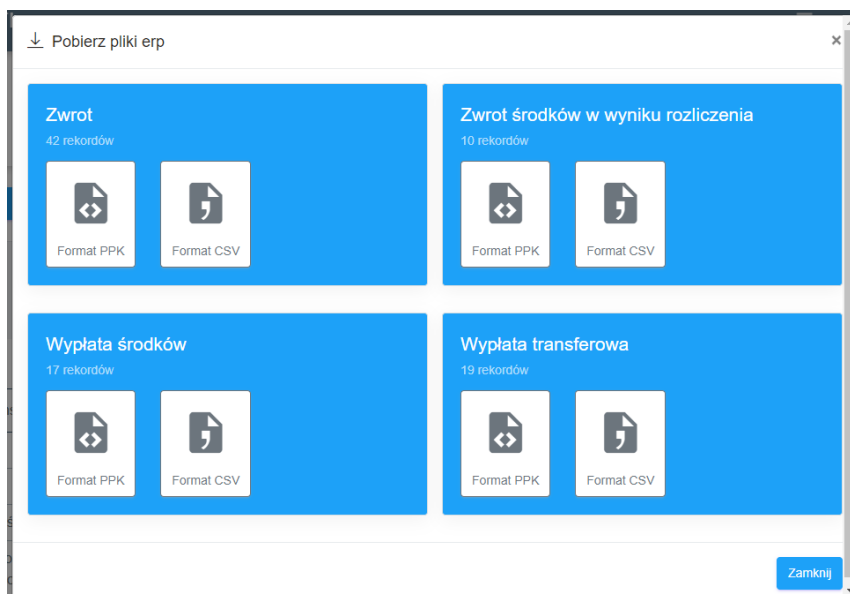 Pobierz pliki erp
×
Zwrot
42 rekordów
Format PPK
Format CSV
Zwrot środków w wyniku rozliczenia
10 rekordów
Format PPK
Format CSV
Wypłata środków
17 rekordów
Format PPK
Format CSV
Wypłata transferowa
19 rekordów
Format PPK
Format CSV
Zamknij